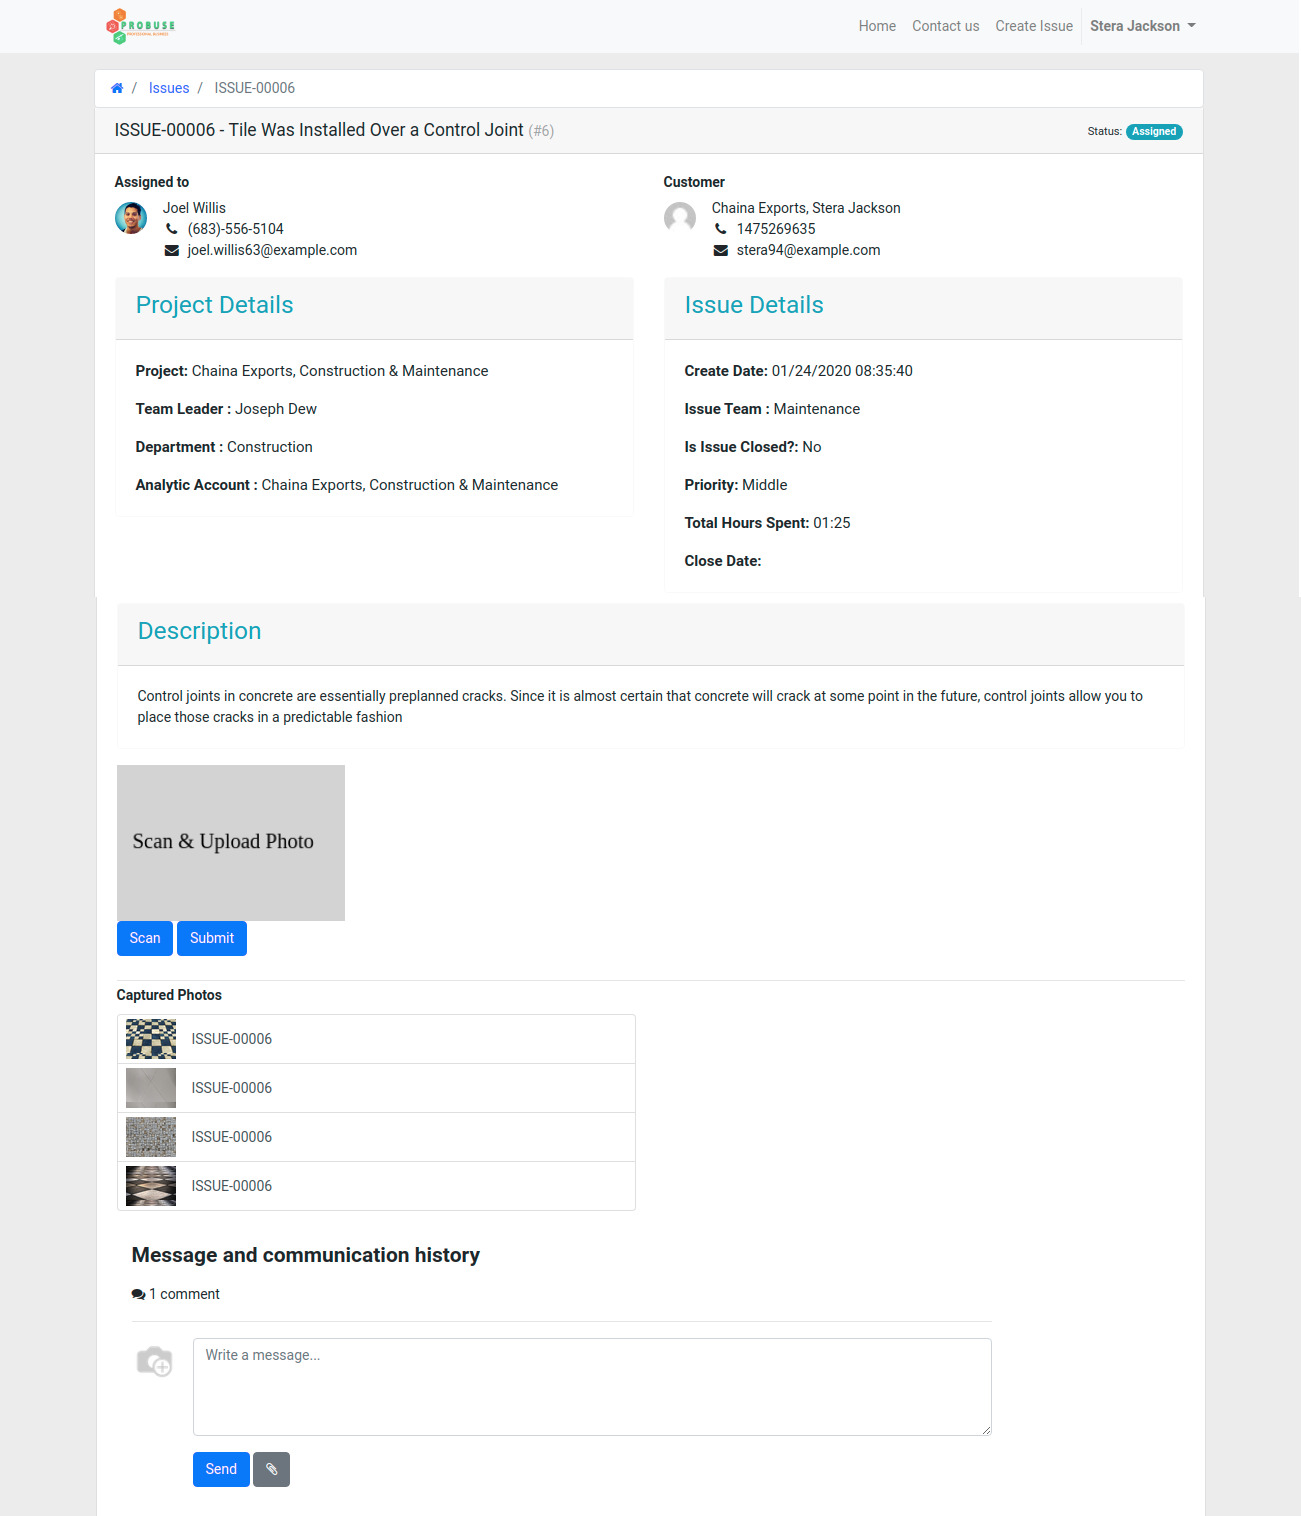 PROBUSE
Home
Contact us
Create Issue
Stera Jackson
/ Issues / ISSUE-00006
ISSUE-00006 - Tile Was Installed Over a Control Joint (#6)
Status: Assigned
Assigned to
Joel Willis
(683)-556-5104
joel.willis63@example.com
Customer
Chaina Exports, Stera Jackson
1475269635
stera94@example.com
Project Details
Project: Chaina Exports, Construction & Maintenance
Team Leader : Joseph Dew
Department : Construction
Analytic Account : Chaina Exports, Construction & Maintenance
Issue Details
Create Date: 01/24/2020 08:35:40
Issue Team : Maintenance
Is Issue Closed?: No
Priority: Middle
Total Hours Spent: 01:25
Close Date:
Description
Control joints in concrete are essentially preplanned cracks. Since it is almost certain that concrete will crack at some point in the future, control joints allow you to
place those cracks in a predictable fashion
Scan & Upload Photo
Scan
Submit
Captured Photos
ISSUE-00006
ISSUE-00006
ISSUE-00006
ISSUE-00006
Message and communication history
1 comment
Write a message...
Send